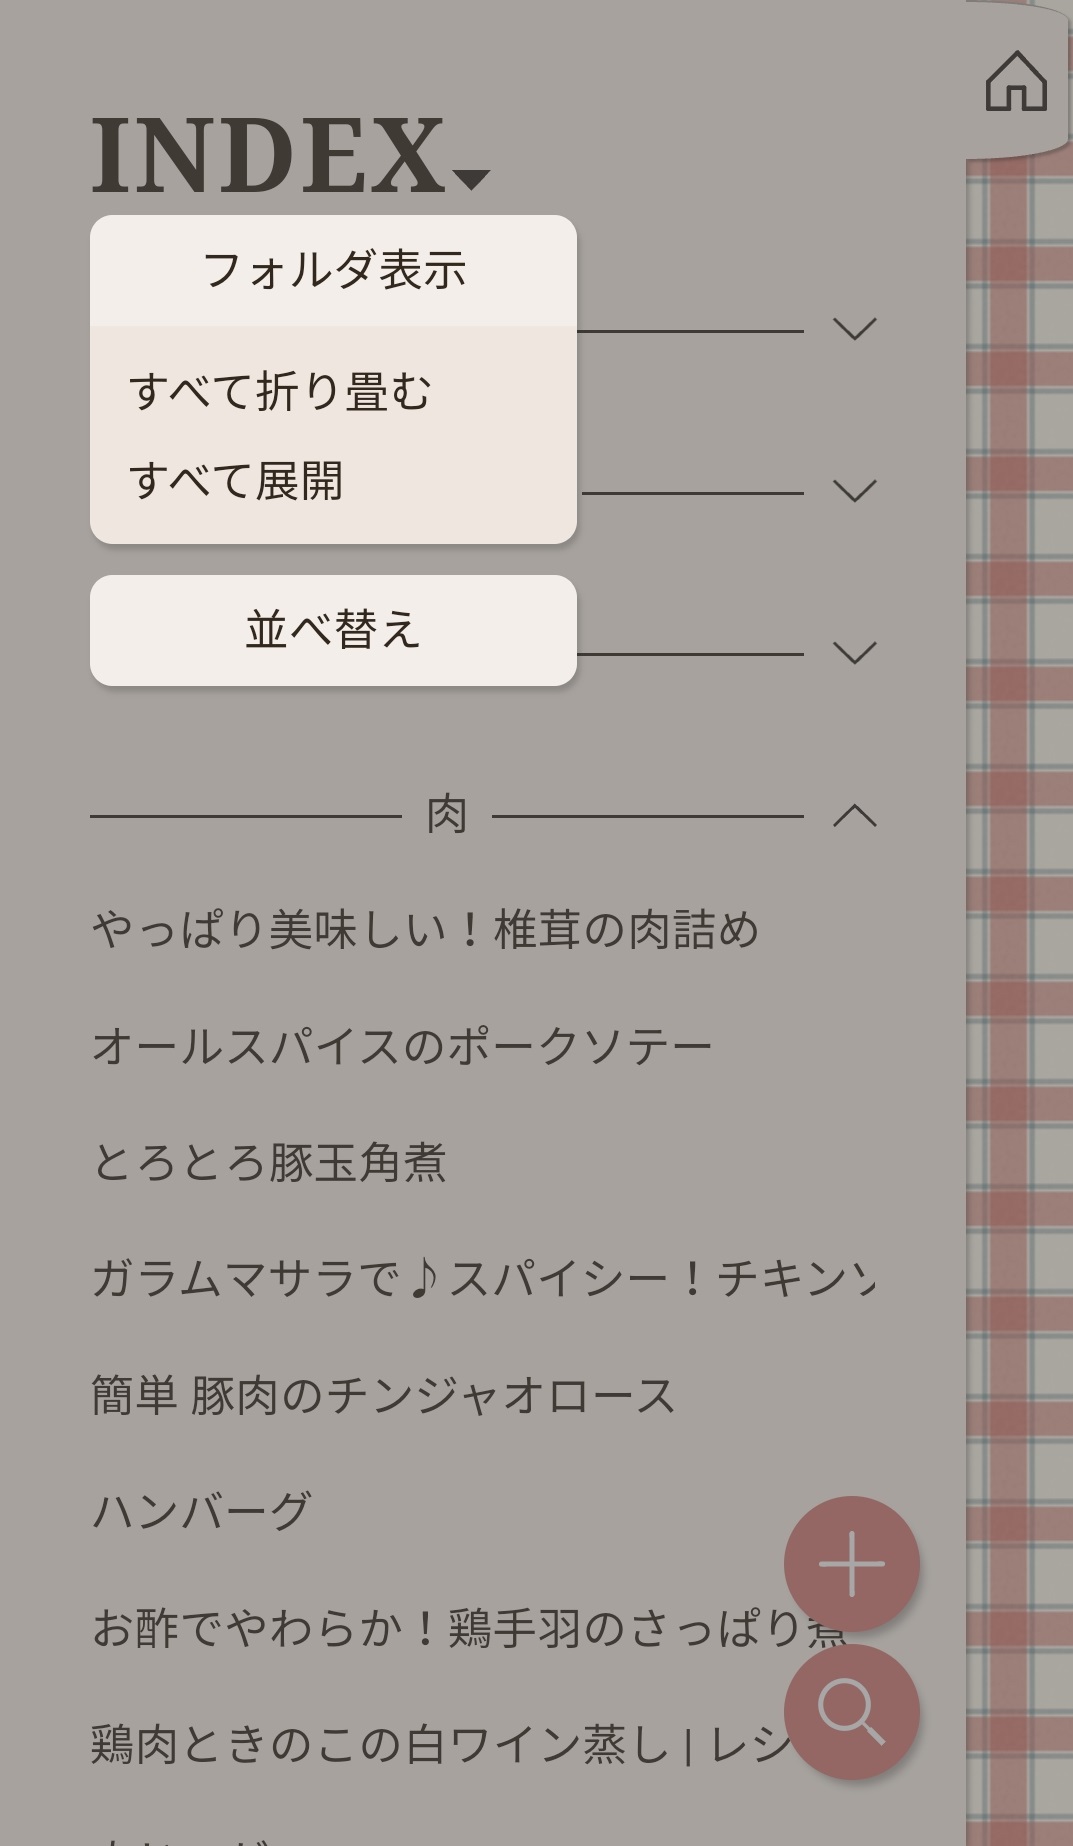 INDEX
フォルダ表示
すべて折り畳む
すべて展開
並べ替え
肉
やっぱり美味しい！椎茸の肉詰め
オールスパイスのポークソテー
とろとろ豚玉角煮
ガラムマサラで♪スパイシー！チキンソ
簡単 豚肉のチンジャオロース
ハンバーグ
お酢でやわらか！鶏手羽のさっぱり煮
鶏肉ときのこの白ワイン蒸し | レシ